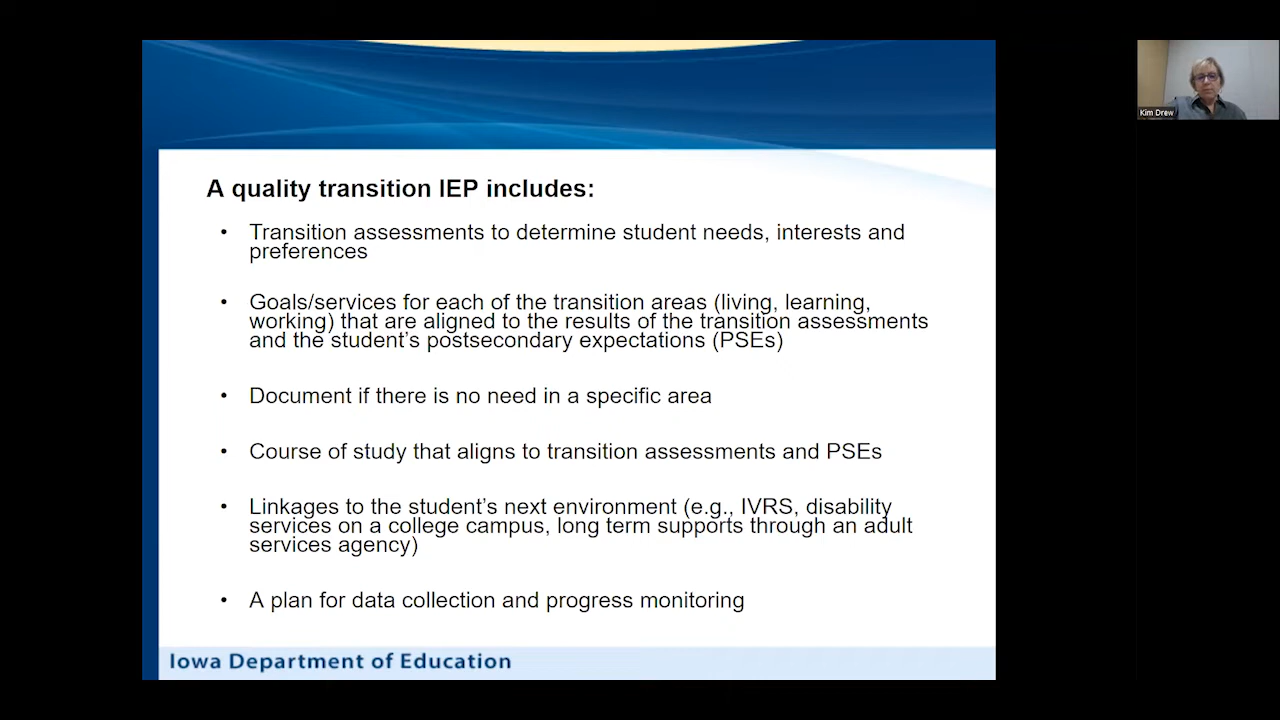 A quality transition IEP includes:
• Transition assessments to determine student needs, interests and
preferences
• Goals/services for each of the transition areas (living, learning,
working) that are aligned to the results of the transition assessments
and the student's postsecondary expectations (PSEs)
• Document if there is no need in a specific area
• Course of study that aligns to transition assessments and PSEs
• Linkages to the student's next environment (e.g., IVRS, disability
services on a college campus, long term supports through an adult
services agency)
• A plan for data collection and progress monitoring
Iowa Department of Education
Kim Drew